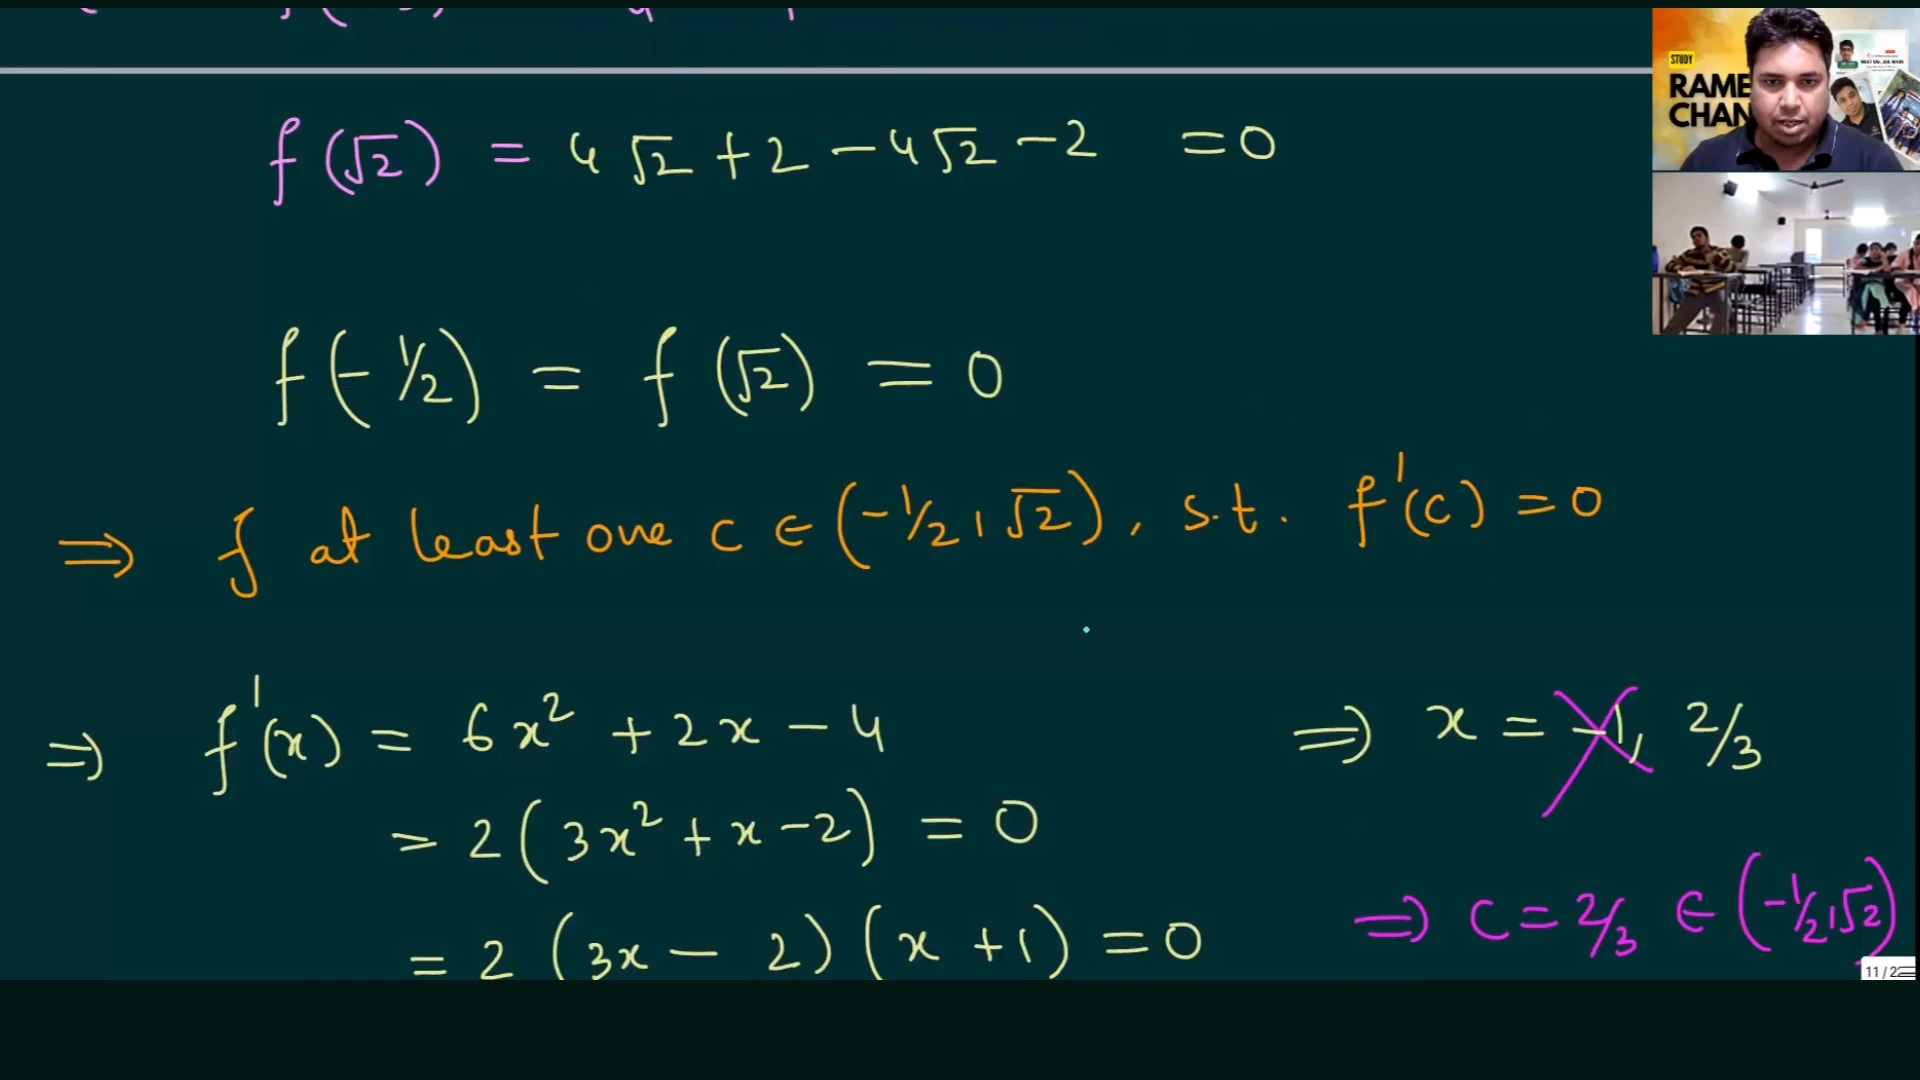 f(√2) = 4√2 + 2 − 4√2 − 2 = 0
f(−1/2) = f(√2) = 0
⇒ ∃ at least one c ∈ (−1/2, √2), s.t. f'(c) = 0
⇒ f'(x) = 6x² + 2x − 4
= 2(3x² + x − 2) = 0
= 2(3x − 2)(x + 1) = 0
⇒ x = −1, 2/3
⇒ c = 2/3 ∈ (−1/2, √2)
STUDY
RAME
CHAN
11 / 22